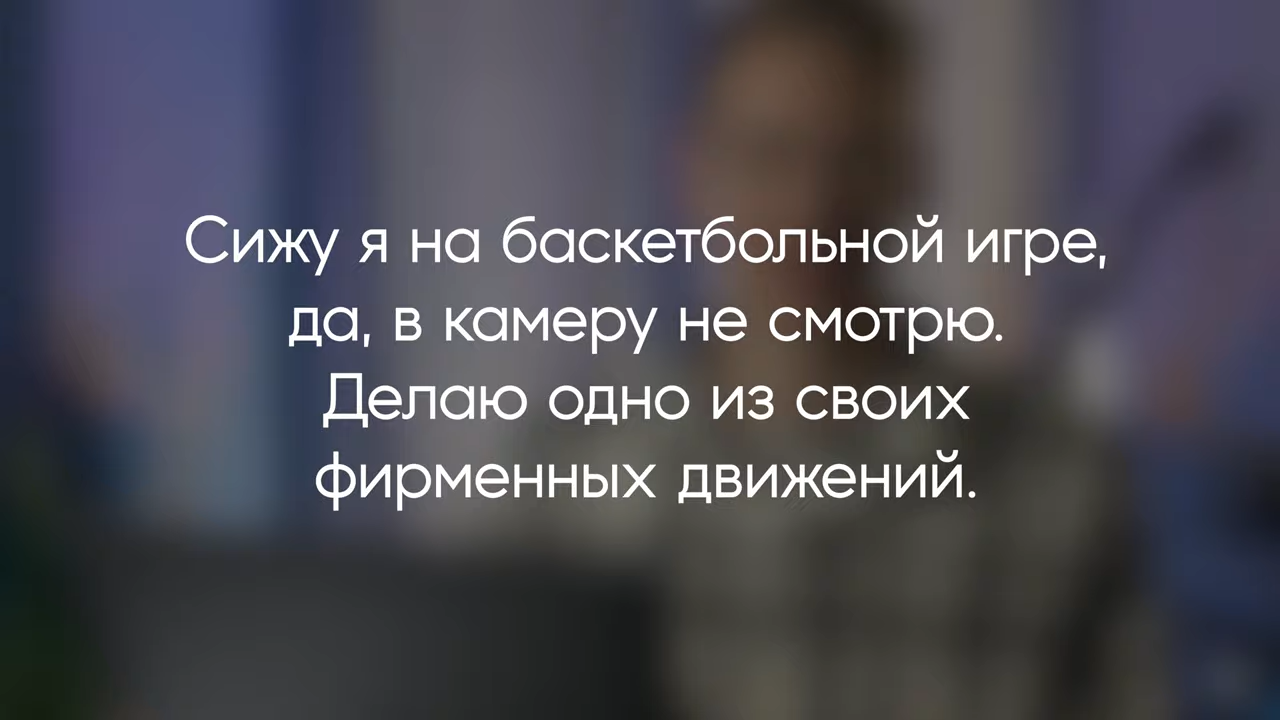 Сижу я на баскетбольной игре,
да, в камеру не смотрю.
Делаю одно из своих
фирменных движений.